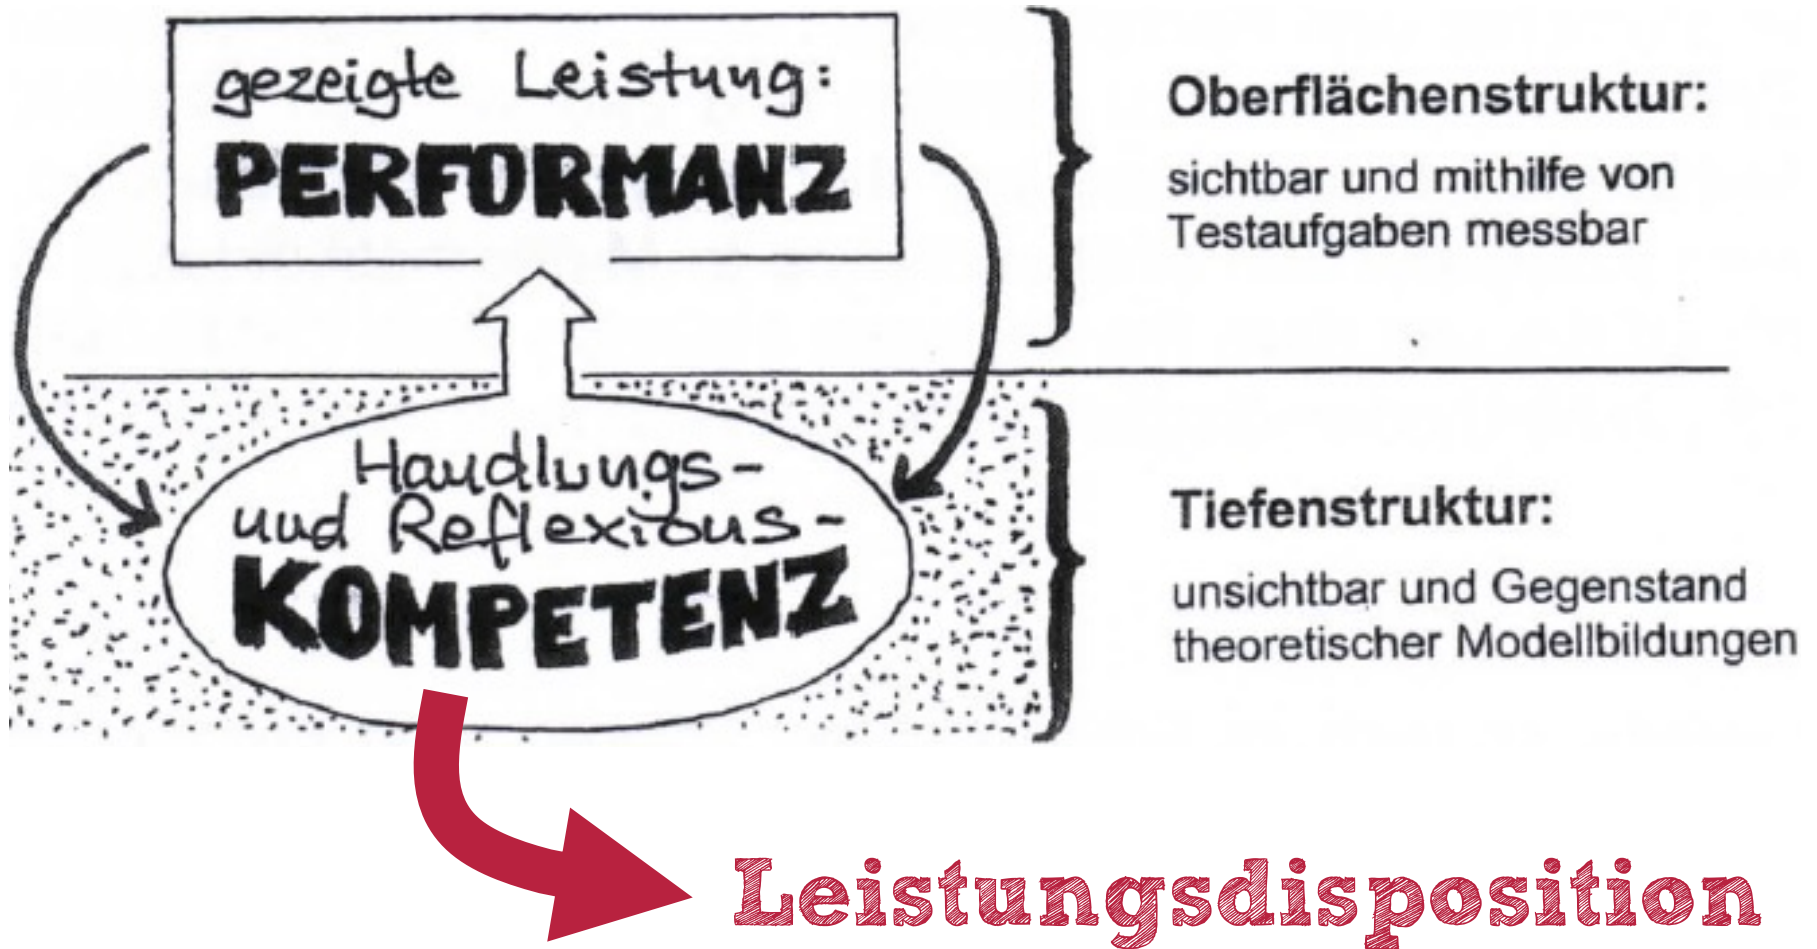 gezeigte Leistung:
PERFORMANZ
Oberflächenstruktur:
sichtbar und mithilfe von
Testaufgaben messbar
Handlungs-
und Reflexions-
KOMPETENZ
Tiefenstruktur:
unsichtbar und Gegenstand
theoretischer Modellbildungen
Leistungsdisposition